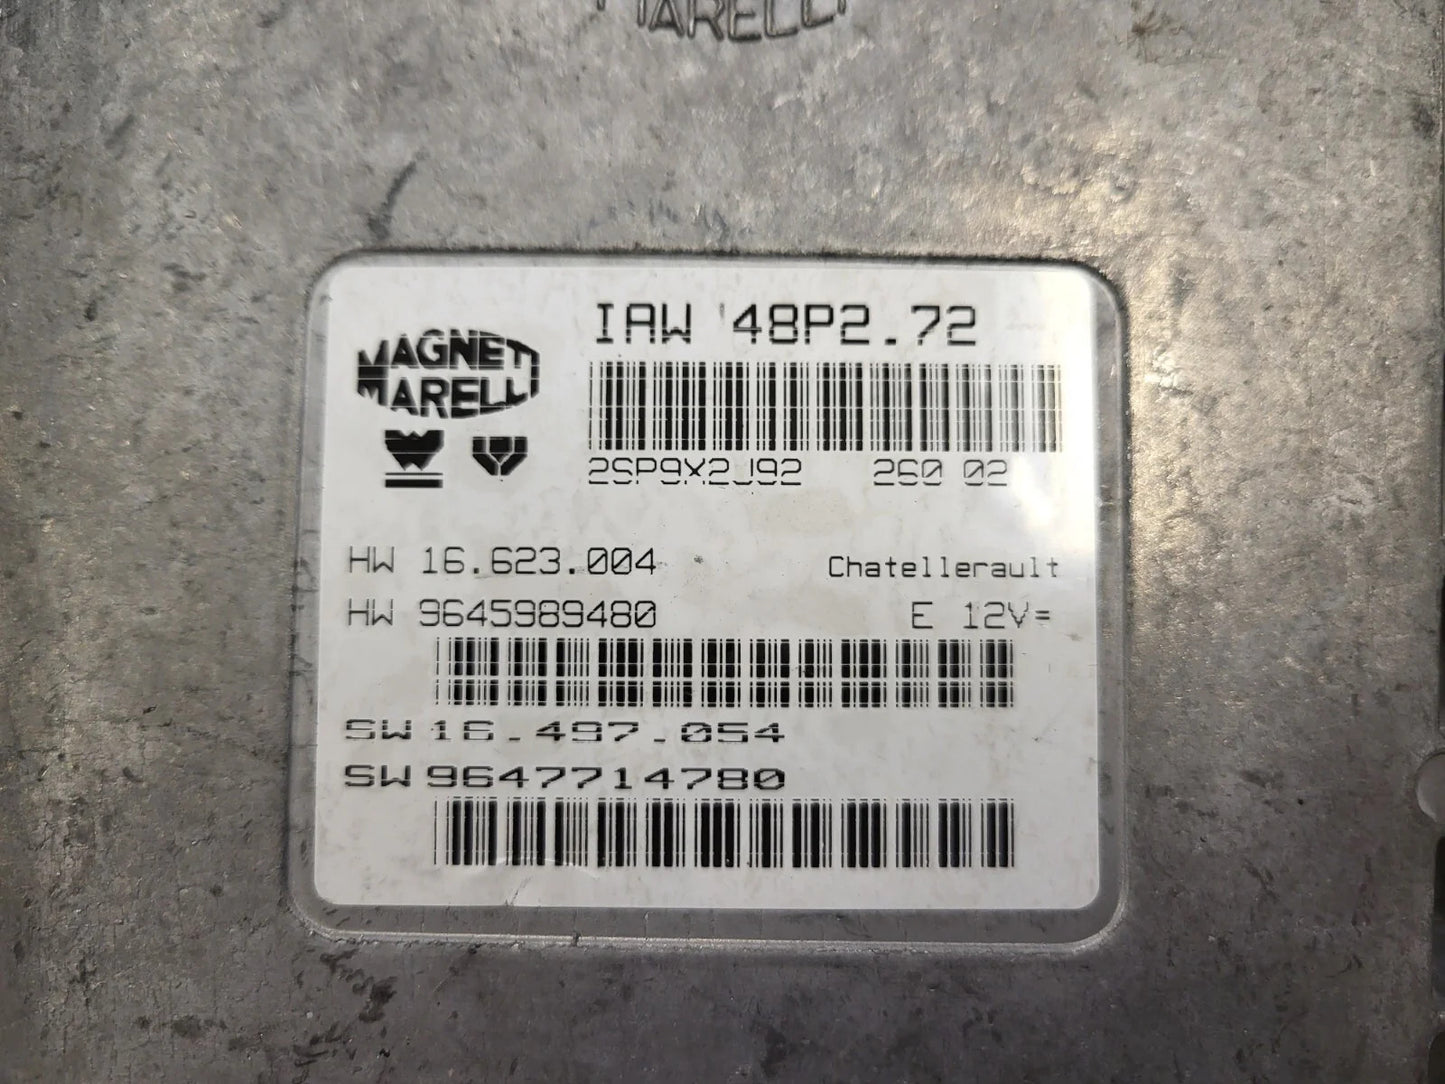 MARELLI
IAW 48P2.72
MAGNETI
MARELLI
2SP9X2J92 260 02
HW 16.623.004 Chatellerault
HW 9645989480 E 12V=
SW 16.497.054
SW 9647714780